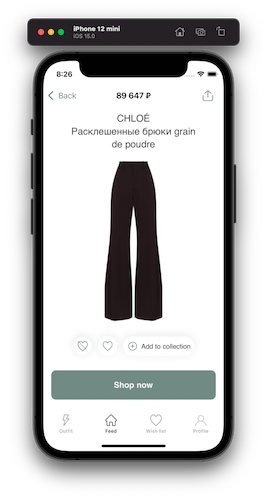 iPhone 12 mini
iOS 15.0
8:26
Back
89 647 ₽
CHLOÉ
Расклешенные брюки grain
de poudre
Add to collection
Shop now
Outfit
Feed
Wish list
Profile